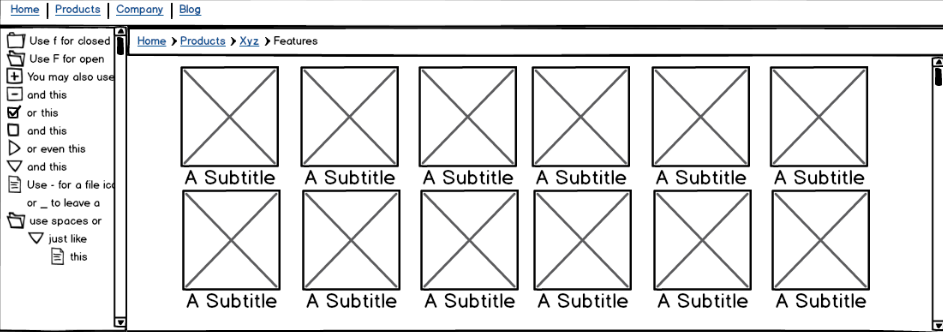 Home | Products | Company | Blog
Use f for closed
Use F for open
You may also use
and this
or this
and this
or even this
and this
Use - for a file ico
or _ to leave a
use spaces or
just like
this
Home > Products > Xyz > Features
A Subtitle A Subtitle A Subtitle A Subtitle A Subtitle A Subtitle
A Subtitle A Subtitle A Subtitle A Subtitle A Subtitle A Subtitle